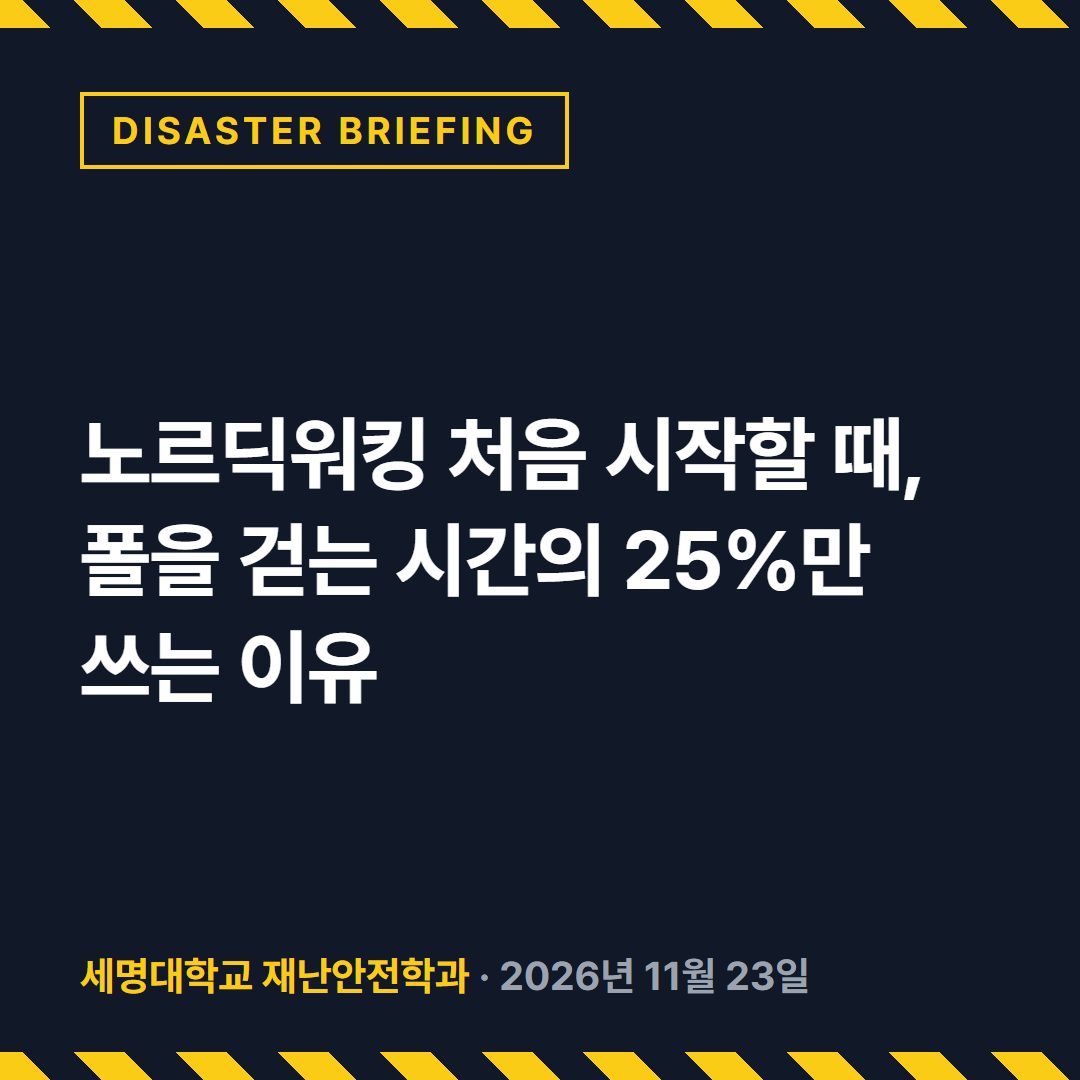 DISASTER BRIEFING
노르딕워킹 처음 시작할 때,
폴을 걷는 시간의 25%만
쓰는 이유
세명대학교 재난안전학과 · 2026년 11월 23일